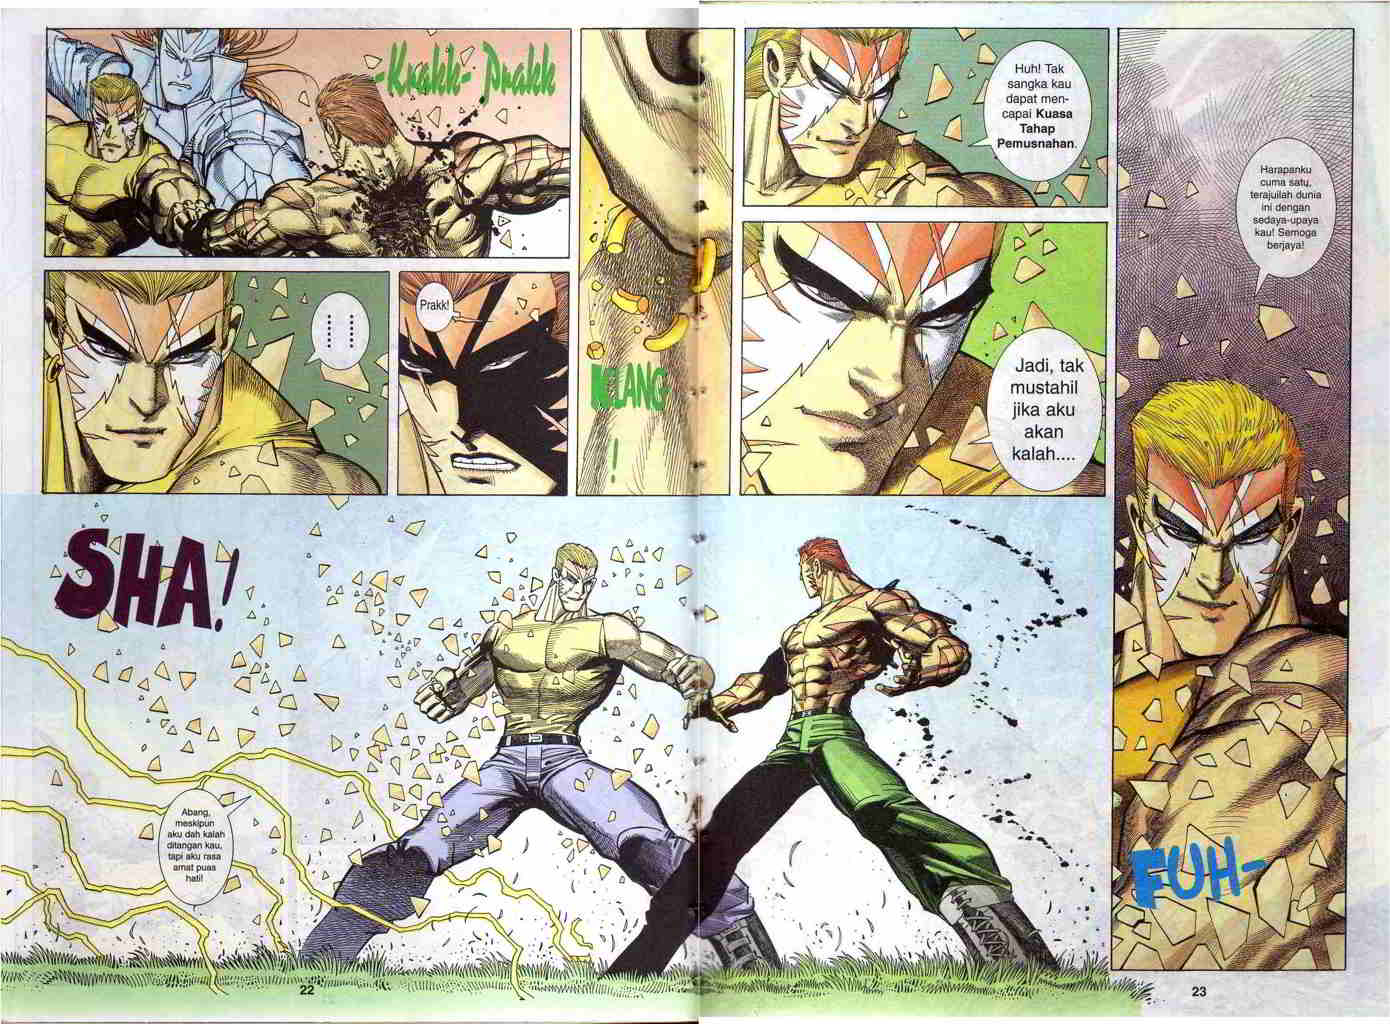 -Krakk- Prakk
!!!!!!
Prakk!
KLANG
!
Huh! Tak
sangka kau
dapat men-
capai Kuasa
Tahap
Pemusnahan.
Jadi, tak
mustahil
jika aku
akan
kalah....
Harapanku
cuma satu,
terajuilah dunia
ini dengan
sedaya-upaya
kau! Semoga
berjaya!
SHA!
Abang,
meskipun
aku dah kalah
ditangan kau,
tapi aku rasa
amat puas
hati!
FUH-
22
23